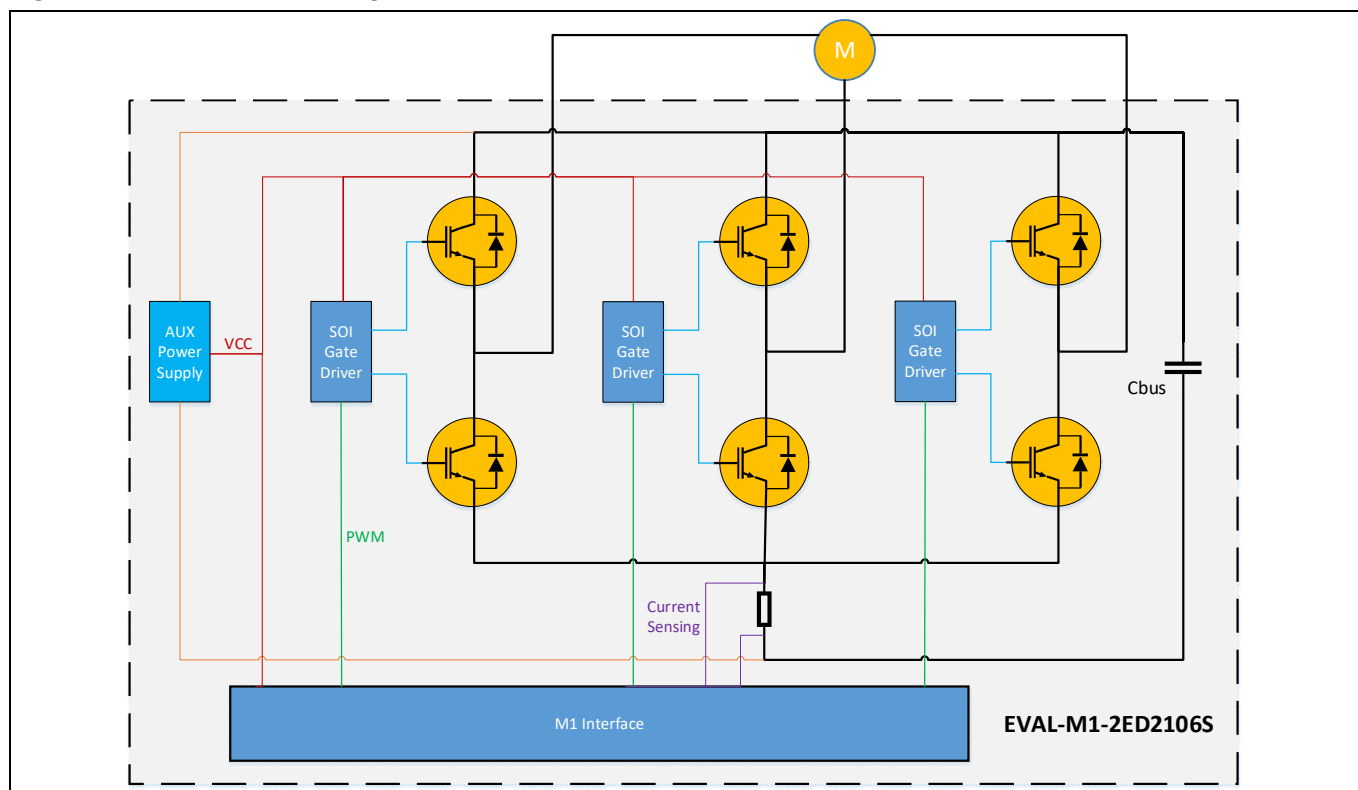 M
AUX
Power
Supply
VCC
SOI
Gate
Driver
SOI
Gate
Driver
SOI
Gate
Driver
Cbus
PWM
Current
Sensing
M1 Interface
EVAL-M1-2ED2106S